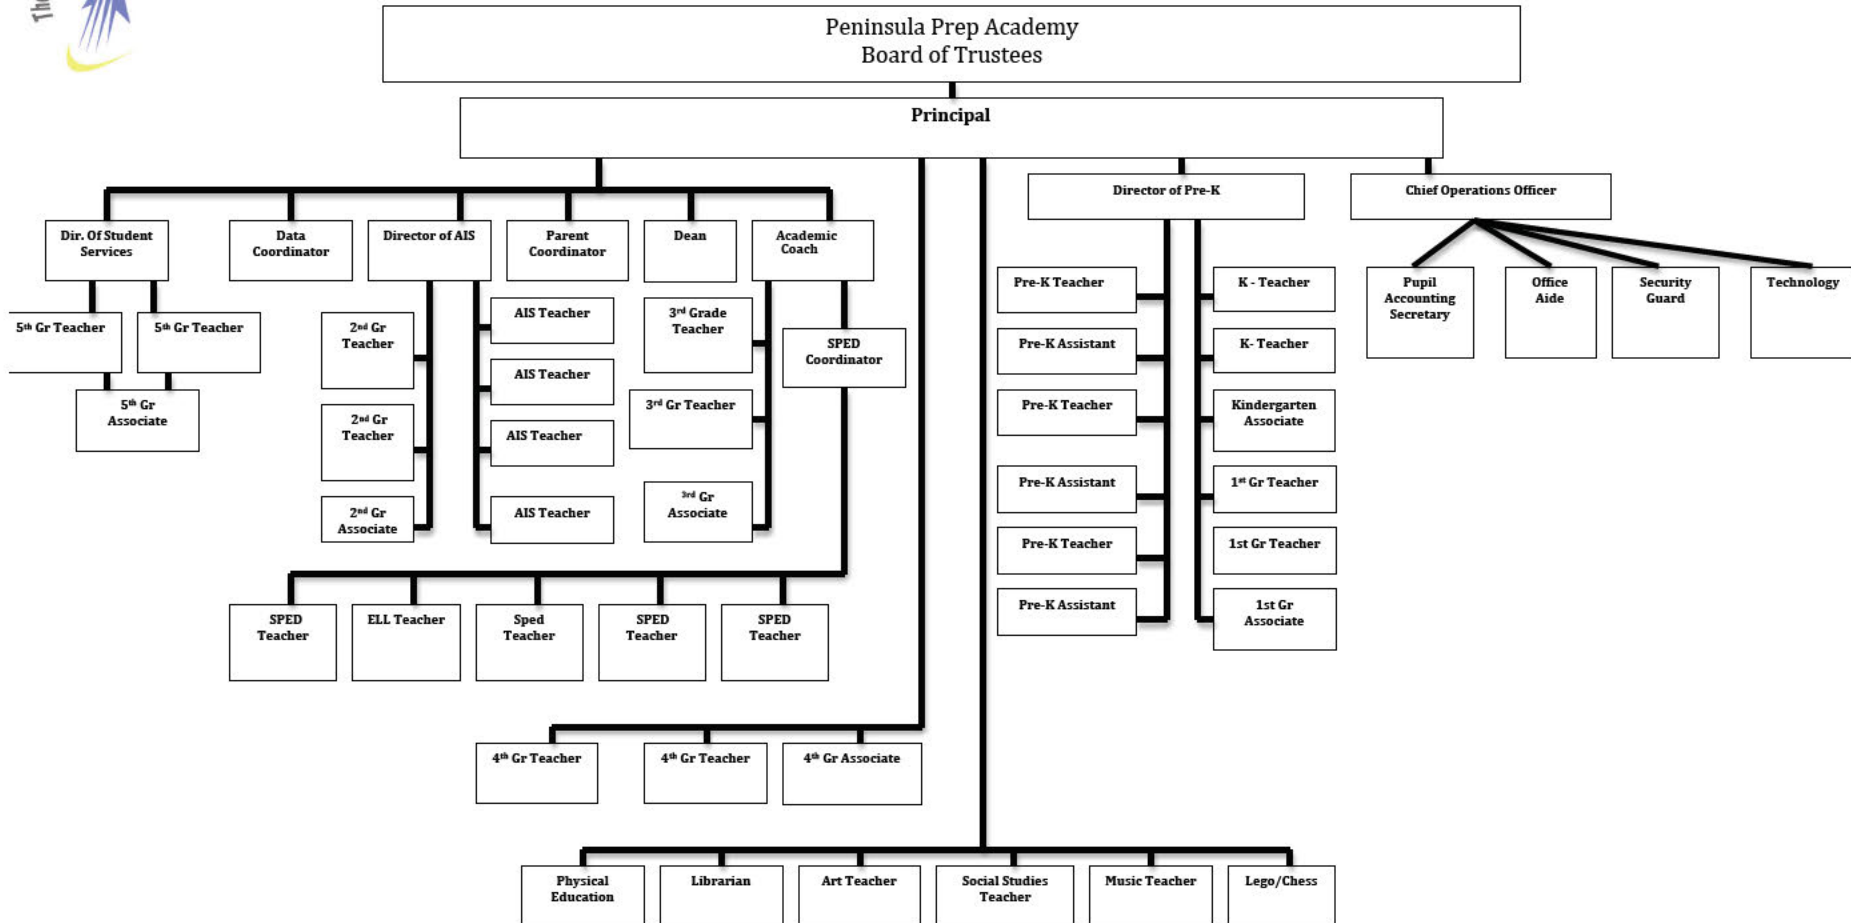 The
Peninsula Prep Academy
Board of Trustees
Principal
Director of Pre-K
Chief Operations Officer
Dir. Of Student
Services
Data
Coordinator
Director of AIS
Parent
Coordinator
Dean
Academic
Coach
5th Gr Teacher
5th Gr Teacher
5th Gr
Associate
2nd Gr
Teacher
2nd Gr
Teacher
2nd Gr
Associate
AIS Teacher
AIS Teacher
AIS Teacher
AIS Teacher
3rd Grade
Teacher
3rd Gr Teacher
3rd Gr
Associate
SPED
Coordinator
Pre-K Teacher
Pre-K Assistant
Pre-K Teacher
Pre-K Assistant
Pre-K Teacher
Pre-K Assistant
K - Teacher
K- Teacher
Kindergarten
Associate
1st Gr Teacher
1st Gr Teacher
1st Gr
Associate
Pupil
Accounting
Secretary
Office
Aide
Security
Guard
Technology
SPED
Teacher
ELL Teacher
Sped
Teacher
SPED
Teacher
SPED
Teacher
4th Gr Teacher
4th Gr Teacher
4th Gr Associate
Physical
Education
Librarian
Art Teacher
Social Studies
Teacher
Music Teacher
Lego/Chess